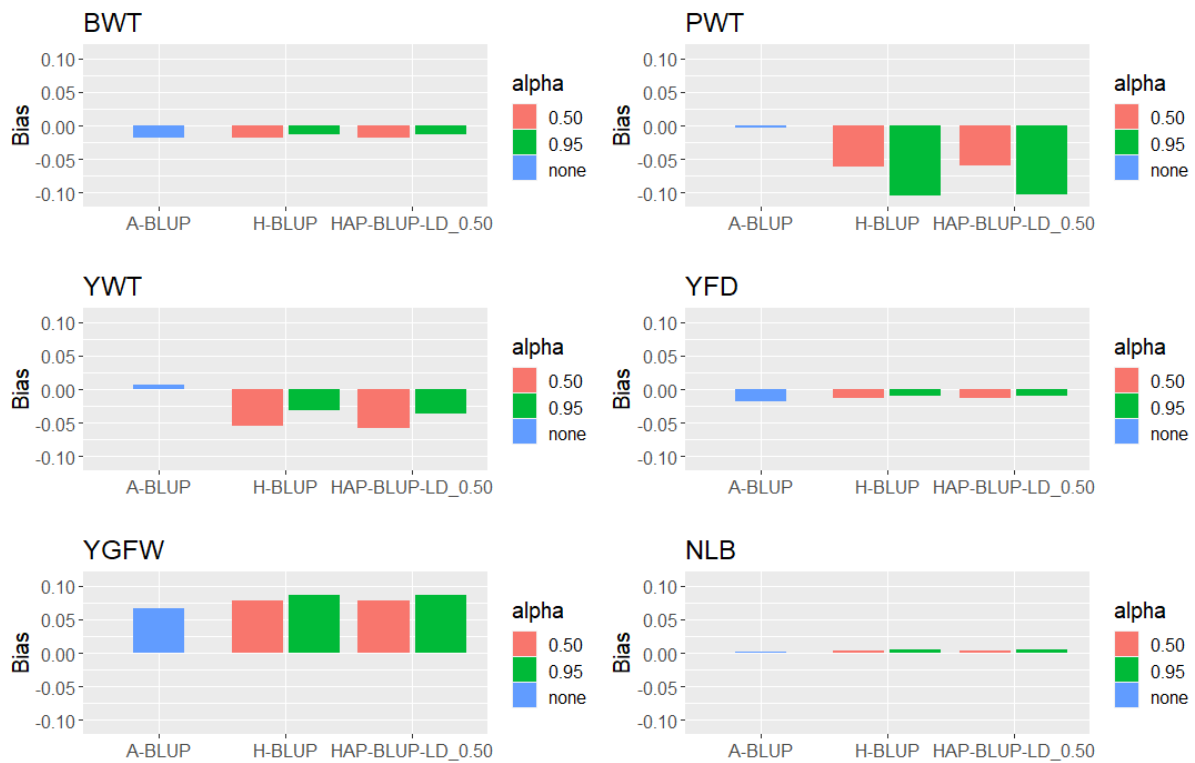 BWT
Bias
0.10
0.05
0.00
-0.05
-0.10
A-BLUP
H-BLUP
HAP-BLUP-LD_0.50
alpha
0.50
0.95
none
PWT
Bias
0.10
0.05
0.00
-0.05
-0.10
A-BLUP
H-BLUP
HAP-BLUP-LD_0.50
alpha
0.50
0.95
none
YWT
Bias
0.10
0.05
0.00
-0.05
-0.10
A-BLUP
H-BLUP
HAP-BLUP-LD_0.50
alpha
0.50
0.95
none
YFD
Bias
0.10
0.05
0.00
-0.05
-0.10
A-BLUP
H-BLUP
HAP-BLUP-LD_0.50
alpha
0.50
0.95
none
YGFW
Bias
0.10
0.05
0.00
-0.05
-0.10
A-BLUP
H-BLUP
HAP-BLUP-LD_0.50
alpha
0.50
0.95
none
NLB
Bias
0.10
0.05
0.00
-0.05
-0.10
A-BLUP
H-BLUP
HAP-BLUP-LD_0.50
alpha
0.50
0.95
none